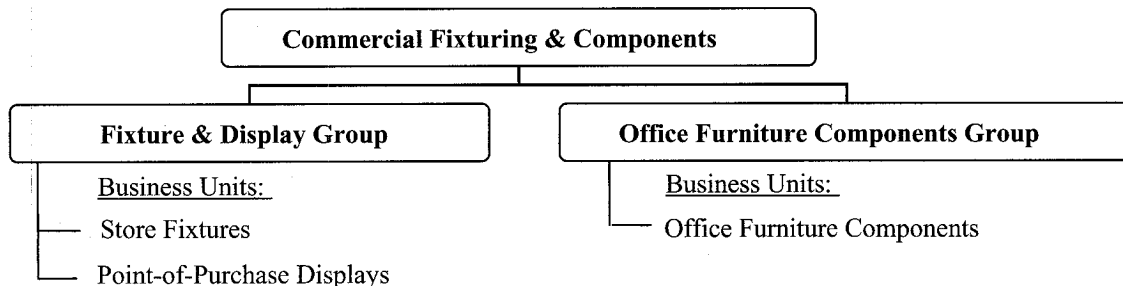 Commercial Fixturing & Components
Fixture & Display Group
Business Units:
Store Fixtures
Point-of-Purchase Displays
Office Furniture Components Group
Business Units:
Office Furniture Components